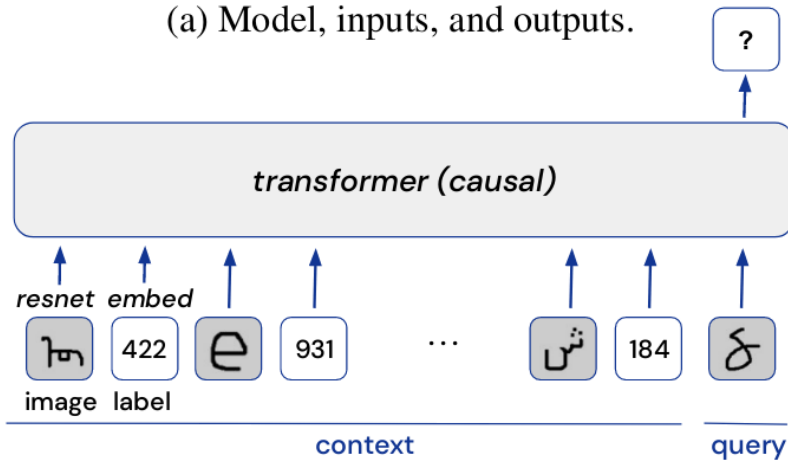 (a) Model, inputs, and outputs.
?
transformer (causal)
resnet embed
422 e 931 ... ش 184
image label
context query